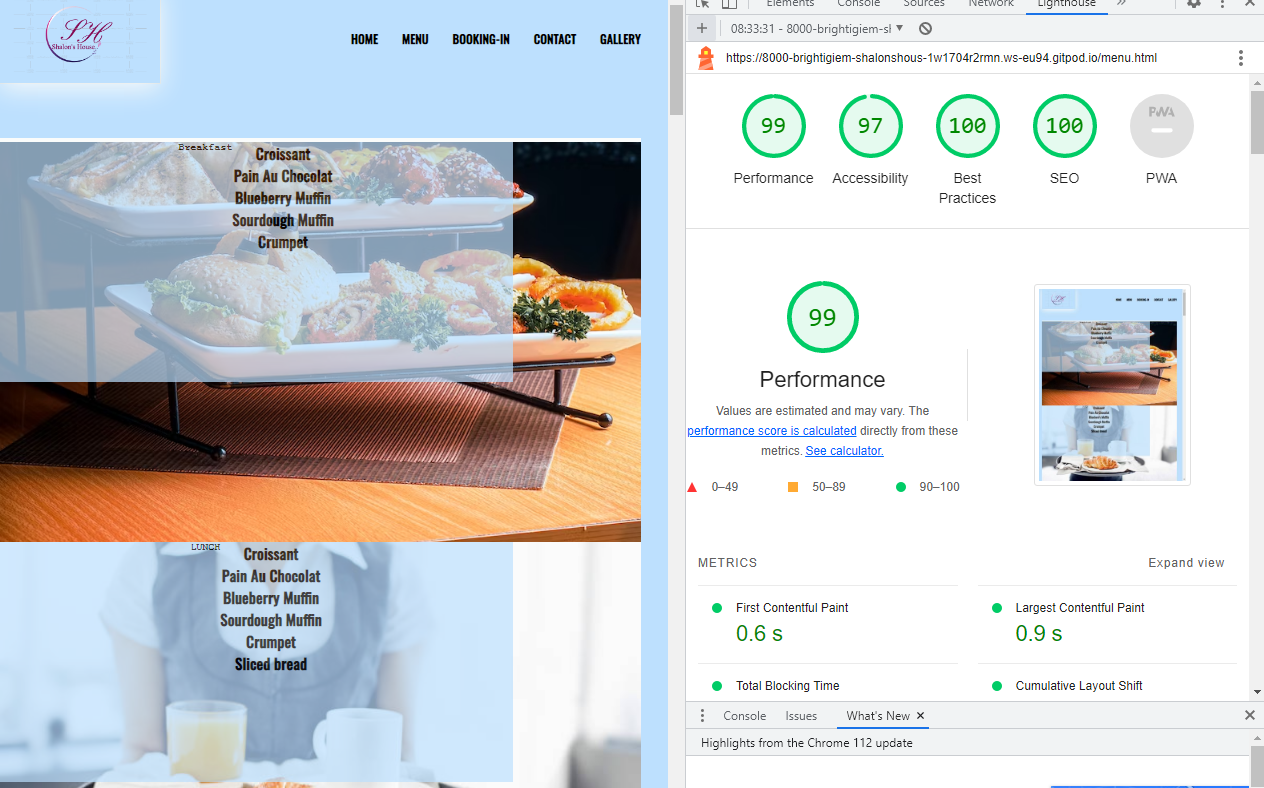 SH
Shalon's House
HOME MENU BOOKING-IN CONTACT GALLERY
Breakfast
Croissant
Pain Au Chocolat
Blueberry Muffin
Sourdough Muffin
Crumpet
LUNCH
Croissant
Pain Au Chocolat
Blueberry Muffin
Sourdough Muffin
Crumpet
Sliced bread
Elements Console Sources Network Lighthouse
08:33:31 - 8000-brightigiem-sl
https://8000-brightigiem-shalonshous-1w1704r2rmn.ws-eu94.gitpod.io/menu.html
99 97 100 100 PWA
Performance Accessibility Best Practices SEO PWA
99
Performance
Values are estimated and may vary. The
performance score is calculated directly from these
metrics. See calculator.
0–49 50–89 90–100
METRICS Expand view
First Contentful Paint Largest Contentful Paint
0.6 s 0.9 s
Total Blocking Time Cumulative Layout Shift
Console Issues What's New
Highlights from the Chrome 112 update